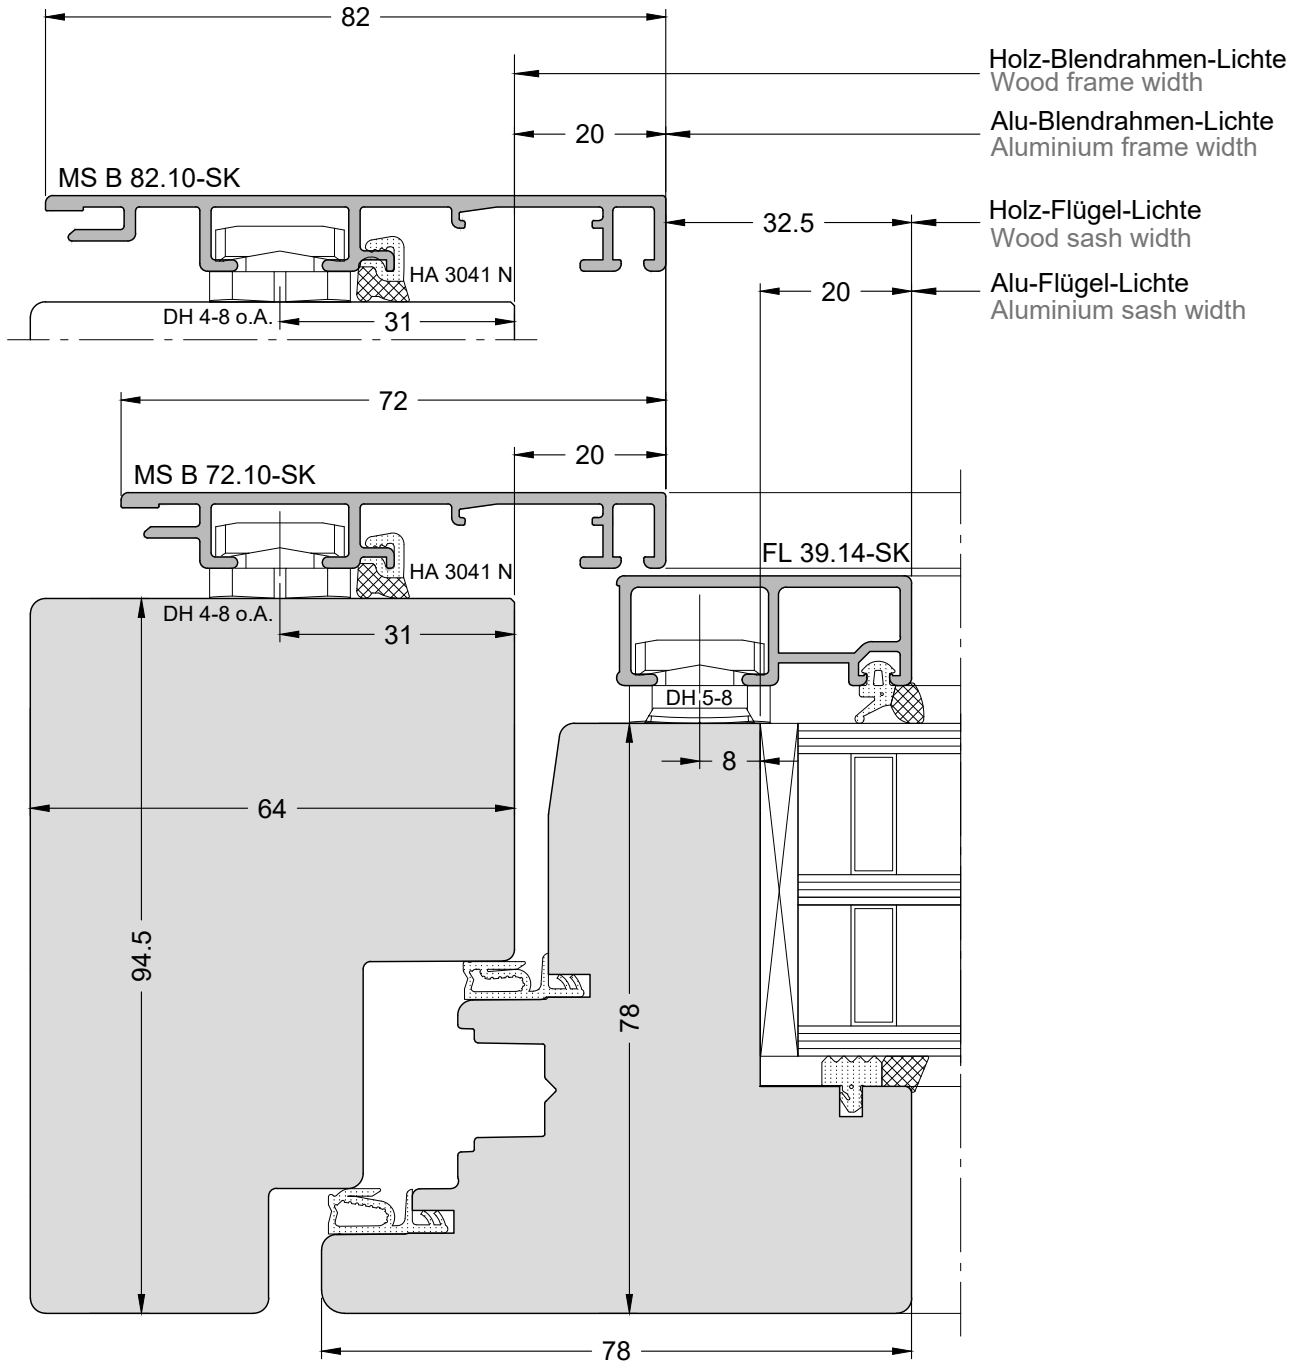 82
Holz-Blendrahmen-Lichte
Wood frame width
20
Alu-Blendrahmen-Lichte
Aluminium frame width
MS B 82.10-SK
32.5
Holz-Flügel-Lichte
Wood sash width
HA 3041 N
20
Alu-Flügel-Lichte
Aluminium sash width
DH 4-8 o.A.
31
72
20
MS B 72.10-SK
FL 39.14-SK
HA 3041 N
DH 4-8 o.A.
31
DH 5-8
8
64
94.5
78
78